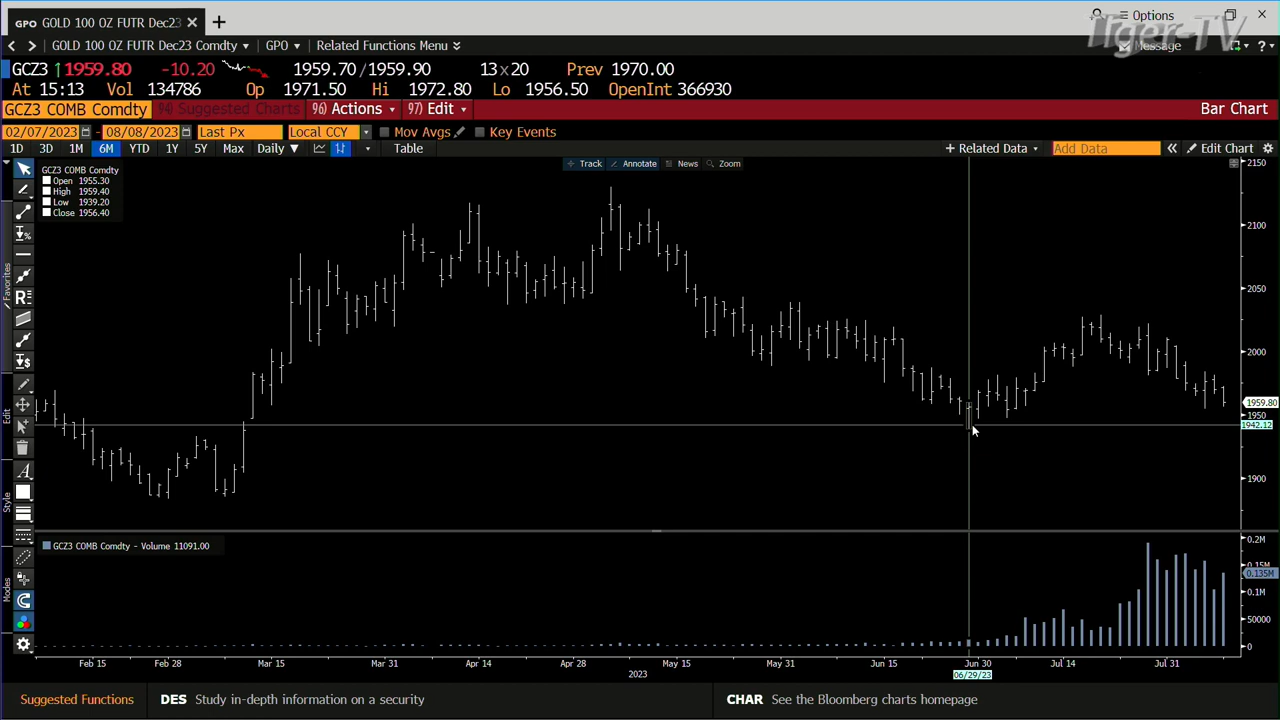 GPO GOLD 100 OZ FUTR Dec23
Options
Tiger-TV
GOLD 100 OZ FUTR Dec23 Comdty GPO Related Functions Menu
Message
GCZ3 ↑1959.80 -10.20 1959.70/1959.90 13x20 Prev 1970.00
At 15:13 Vol 134786 Op 1971.50 Hi 1972.80 Lo 1956.50 OpenInt 366930
GCZ3 COMB Comdty 94) Suggested Charts 96) Actions 97) Edit Bar Chart
02/07/2023 - 08/08/2023 Last Px Local CCY Mov Avgs Key Events
1D 3D 1M 6M YTD 1Y 5Y Max Daily ▼ Table + Related Data Add Data « Edit Chart
Track Annotate News Zoom
GCZ3 COMB Comdty
Open 1955.30
High 1959.40
Low 1939.20
Close 1956.40
2150
2100
2050
2000
1959.80
1950
1942.12
1900
Favorites
Edit
Style
Modes
GCZ3 COMB Comdty - Volume 11091.00
0.2M
0.15M
0.135M
0.1M
50000
0
Feb 15 Feb 28 Mar 15 Mar 31 Apr 14 Apr 28 May 15 May 31 Jun 15 Jun 30 Jul 14 Jul 31
2023 06/29/23
Suggested Functions DES Study in-depth information on a security CHAR See the Bloomberg charts homepage